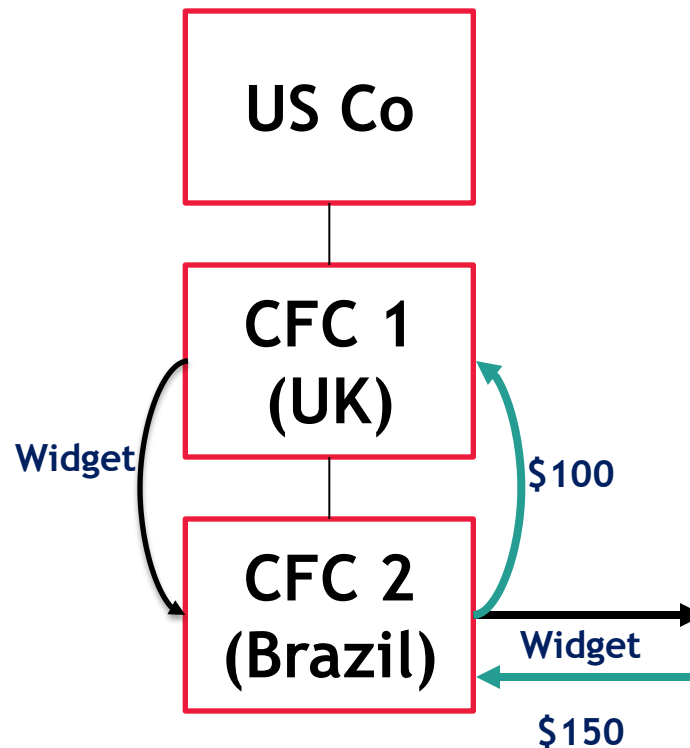 US Co
CFC 1
(UK)
Widget
$100
CFC 2
(Brazil)
Widget
$150